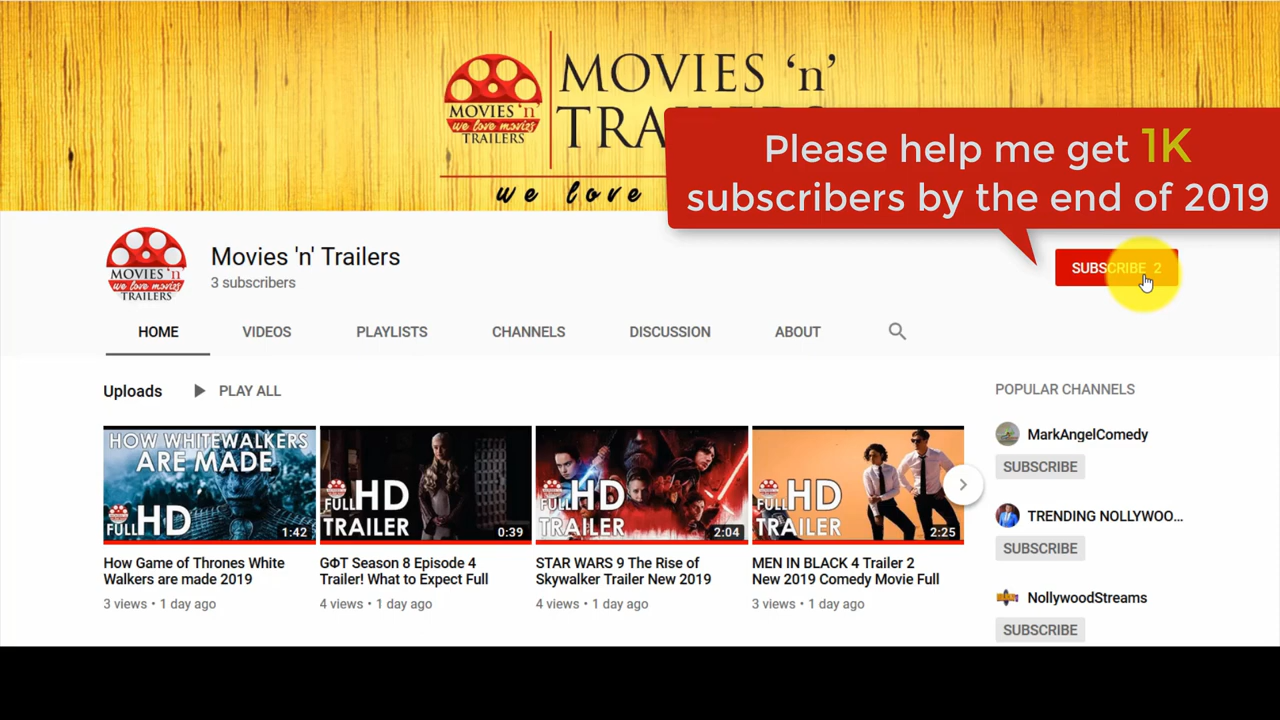 MOVIES 'n'
TRA
MOVIES 'n'
we love movizs
TRAILERS
we love
Please help me get 1K
subscribers by the end of 2019
MOVIES 'n'
we love movizs
TRAILERS
Movies 'n' Trailers
3 subscribers
SUBSCRIBE 2
HOME
VIDEOS
PLAYLISTS
CHANNELS
DISCUSSION
ABOUT
Uploads
PLAY ALL
HOW WHITEWALKERS
ARE MADE
FULL HD
1:42
How Game of Thrones White
Walkers are made 2019
3 views • 1 day ago
FULL HD
TRAILER
0:39
GФT Season 8 Episode 4
Trailer! What to Expect Full
4 views • 1 day ago
FULL HD
TRAILER
2:04
STAR WARS 9 The Rise of
Skywalker Trailer New 2019
4 views • 1 day ago
FULL HD
TRAILER
2:25
MEN IN BLACK 4 Trailer 2
New 2019 Comedy Movie Full
3 views • 1 day ago
POPULAR CHANNELS
MarkAngelComedy
SUBSCRIBE
TRENDING NOLLYWOO...
SUBSCRIBE
NollywoodStreams
SUBSCRIBE